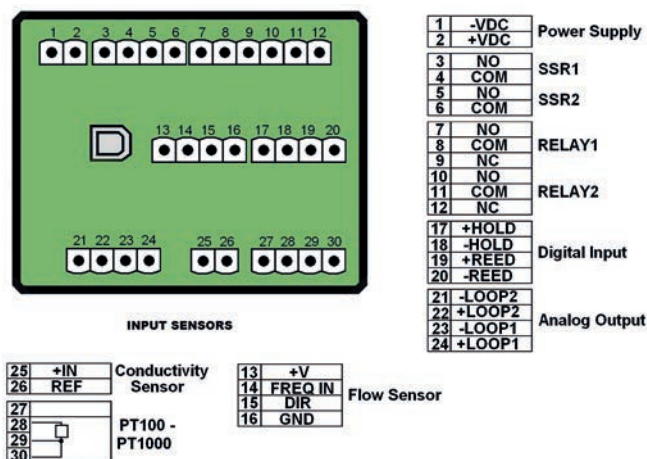 1 2 3 4 5 6 7 8 9 10 11 12
13 14 15 16 17 18 19 20
21 22 23 24 25 26 27 28 29 30
INPUT SENSORS
1 -VDC Power Supply
2 +VDC
3 NO SSR1
4 COM
5 NO SSR2
6 COM
7 NO
8 COM RELAY1
9 NC
10 NO
11 COM RELAY2
12 NC
17 +HOLD
18 -HOLD Digital Input
19 +REED
20 -REED
21 -LOOP2
22 +LOOP2 Analog Output
23 -LOOP1
24 +LOOP1
25 +IN Conductivity
26 REF Sensor
27
28 PT100 -
29 PT1000
30
13 +V
14 FREQ IN Flow Sensor
15 DIR
16 GND